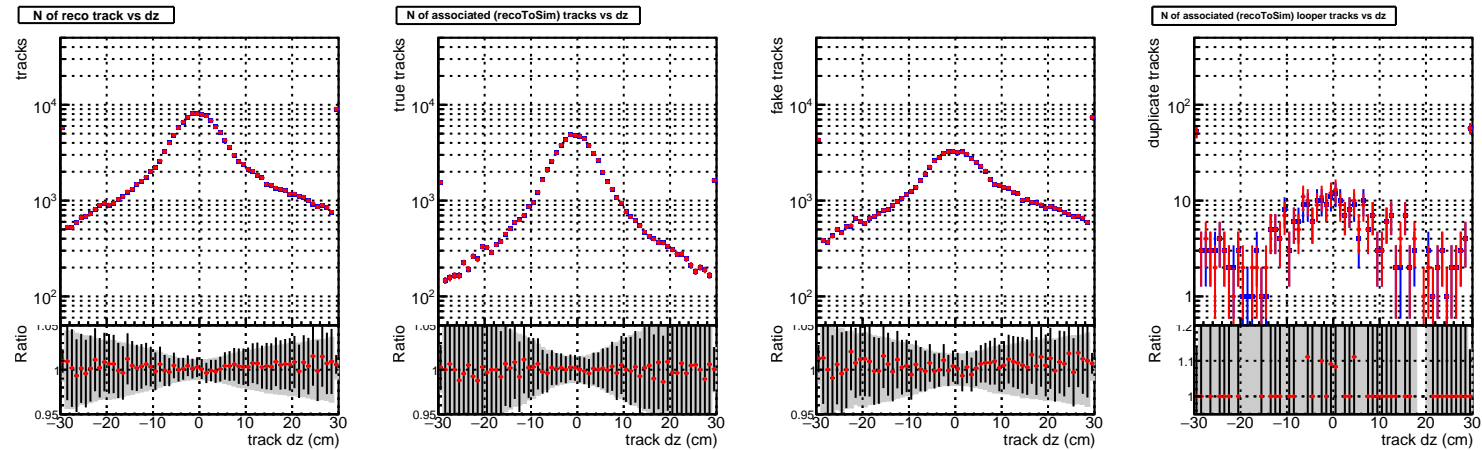 N of reco track vs dz
tracks
10^4
10^3
10^2
Ratio
1.05
1
0.95
−30 −20 −10 0 10 20 30
track dz (cm)
N of associated (recoToSim) tracks vs dz
true tracks
10^4
10^3
10^2
Ratio
1.05
1
0.95
−30 −20 −10 0 10 20 30
track dz (cm)
fake tracks
10^4
10^3
10^2
Ratio
1.05
1
0.95
−30 −20 −10 0 10 20 30
track dz (cm)
N of associated (recoToSim) looper tracks vs dz
duplicate tracks
10^2
10
1
Ratio
1.2
1.1
1
−30 −20 −10 0 10 20 30
track dz (cm)